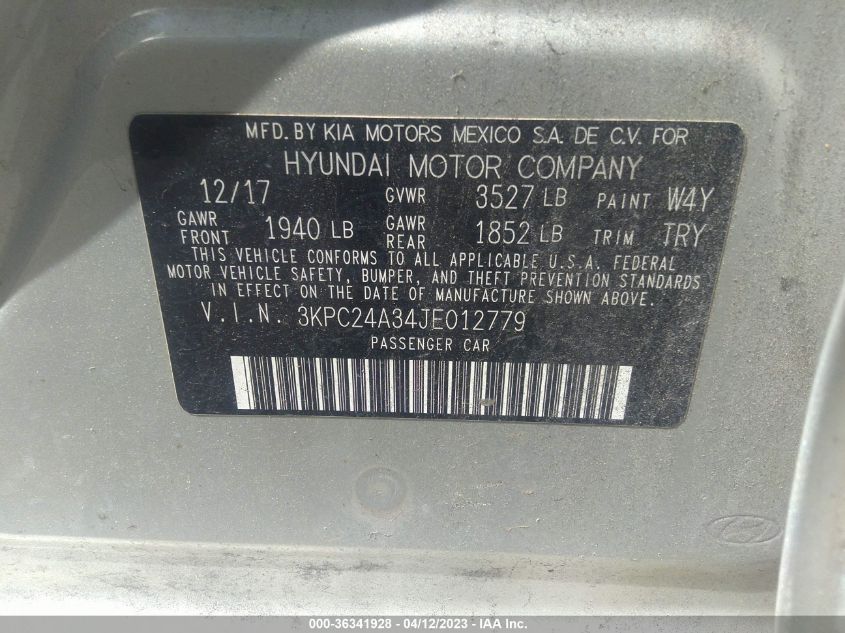 MFD. BY KIA MOTORS MEXICO S.A. DE C.V. FOR
HYUNDAI MOTOR COMPANY
12/17 GVWR 3527 LB PAINT W4Y
GAWR FRONT 1940 LB GAWR REAR 1852 LB TRIM TRY
THIS VEHICLE CONFORMS TO ALL APPLICABLE U.S.A. FEDERAL
MOTOR VEHICLE SAFETY, BUMPER, AND THEFT PREVENTION STANDARDS
IN EFFECT ON THE DATE OF MANUFACTURE SHOWN ABOVE.
V.I.N. 3KPC24A34JE012779
PASSENGER CAR
000-36341928 - 04/12/2023 - IAA Inc.